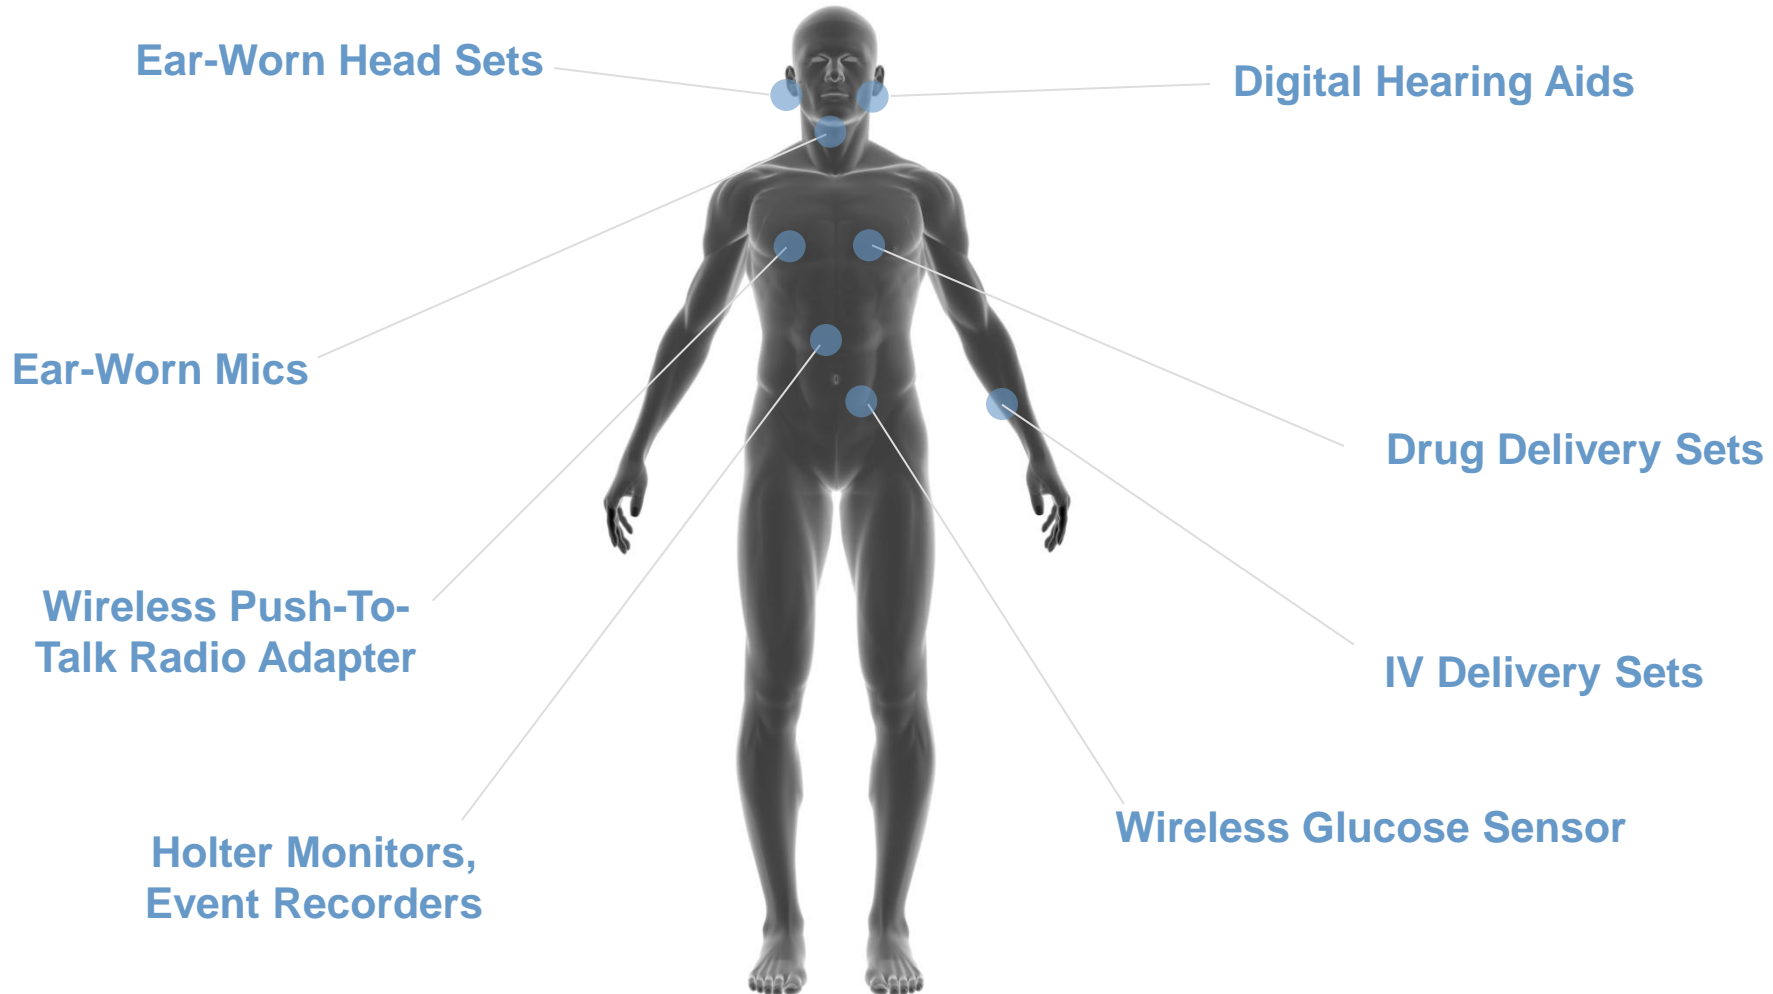 Ear-Worn Head Sets
Digital Hearing Aids
Ear-Worn Mics
Drug Delivery Sets
Wireless Push-To-
Talk Radio Adapter
IV Delivery Sets
Wireless Glucose Sensor
Holter Monitors,
Event Recorders